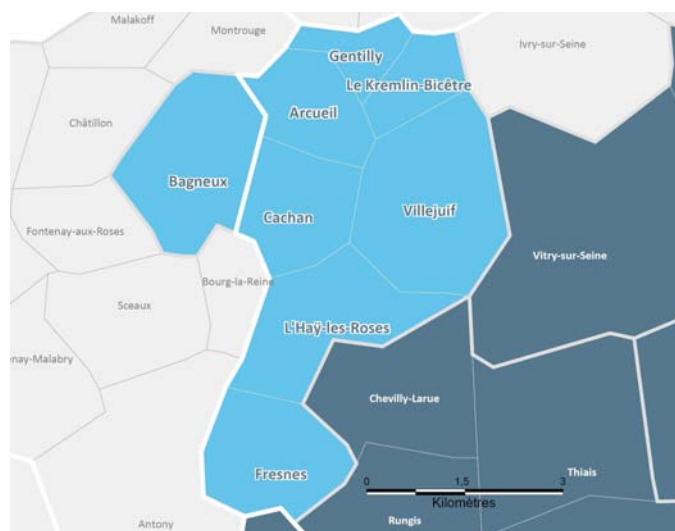 Malakoff
Montrouge
Ivry-sur-Seine
Gentilly
Le Kremlin-Bicêtre
Arcueil
Châtillon
Bagneux
Cachan
Villejuif
Fontenay-aux-Roses
Vitry-sur-Seine
Bourg-la-Reine
Sceaux
L'Haÿ-les-Roses
enay-Malabry
Chevilly-Larue
Fresnes
Thiais
0 1,5 3
Kilomètres
Rungis
Antony